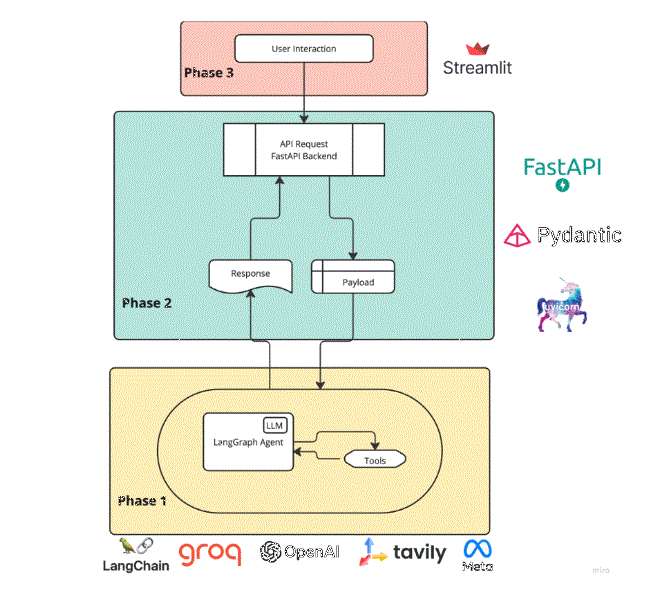 User Interaction
Phase 3
Streamlit
API Request
FastAPI Backend
FastAPI
Pydantic
Response
Payload
uvicorn
Phase 2
LLM
LangGraph Agent
Tools
Phase 1
LangChain
groq
OpenAI
tavily
Meta
miro